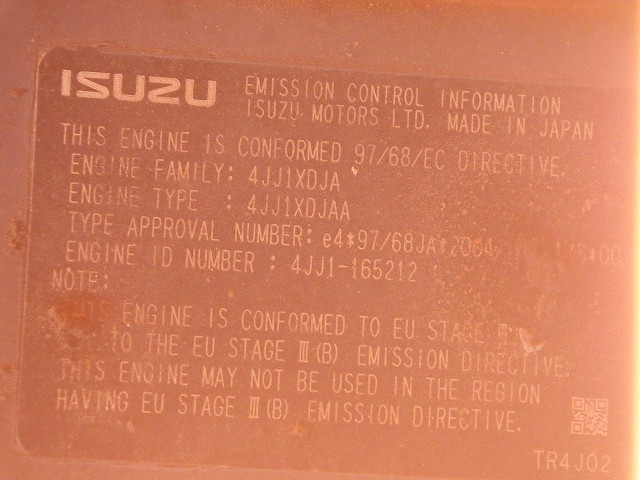 ISUZU
EMISSION CONTROL INFORMATION
ISUZU MOTORS LTD. MADE IN JAPAN
THIS ENGINE IS CONFORMED 97/68/EC DIRECTIVE.
ENGINE FAMILY: 4JJ1XDJA
ENGINE TYPE : 4JJ1XDJAA
TYPE APPROVAL NUMBER: e4*97/68JA*2004
ENGINE ID NUMBER : 4JJ1-165212
NOTE:
THIS ENGINE IS CONFORMED TO EU STAGE
TO THE EU STAGE Ⅲ(B) EMISSION DIRECTIVE.
THIS ENGINE MAY NOT BE USED IN THE REGION
HAVING EU STAGE Ⅲ(B) EMISSION DIRECTIVE.
TR4J02